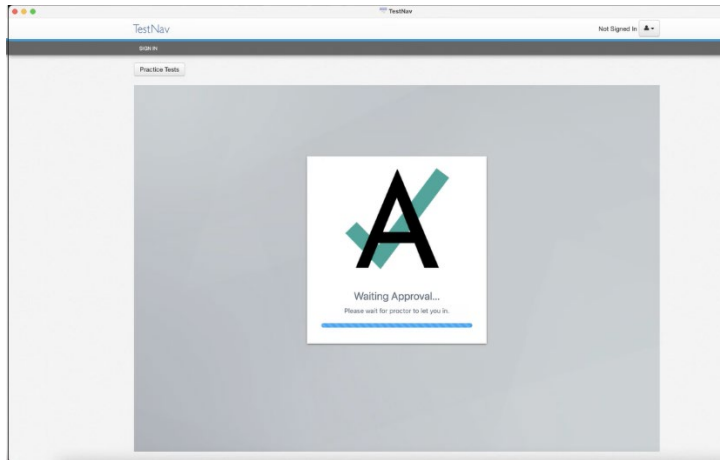 TestNav
TestNav
Not Signed In
SIGN IN
Practice Tests
A
Waiting Approval...
Please wait for proctor to let you in.